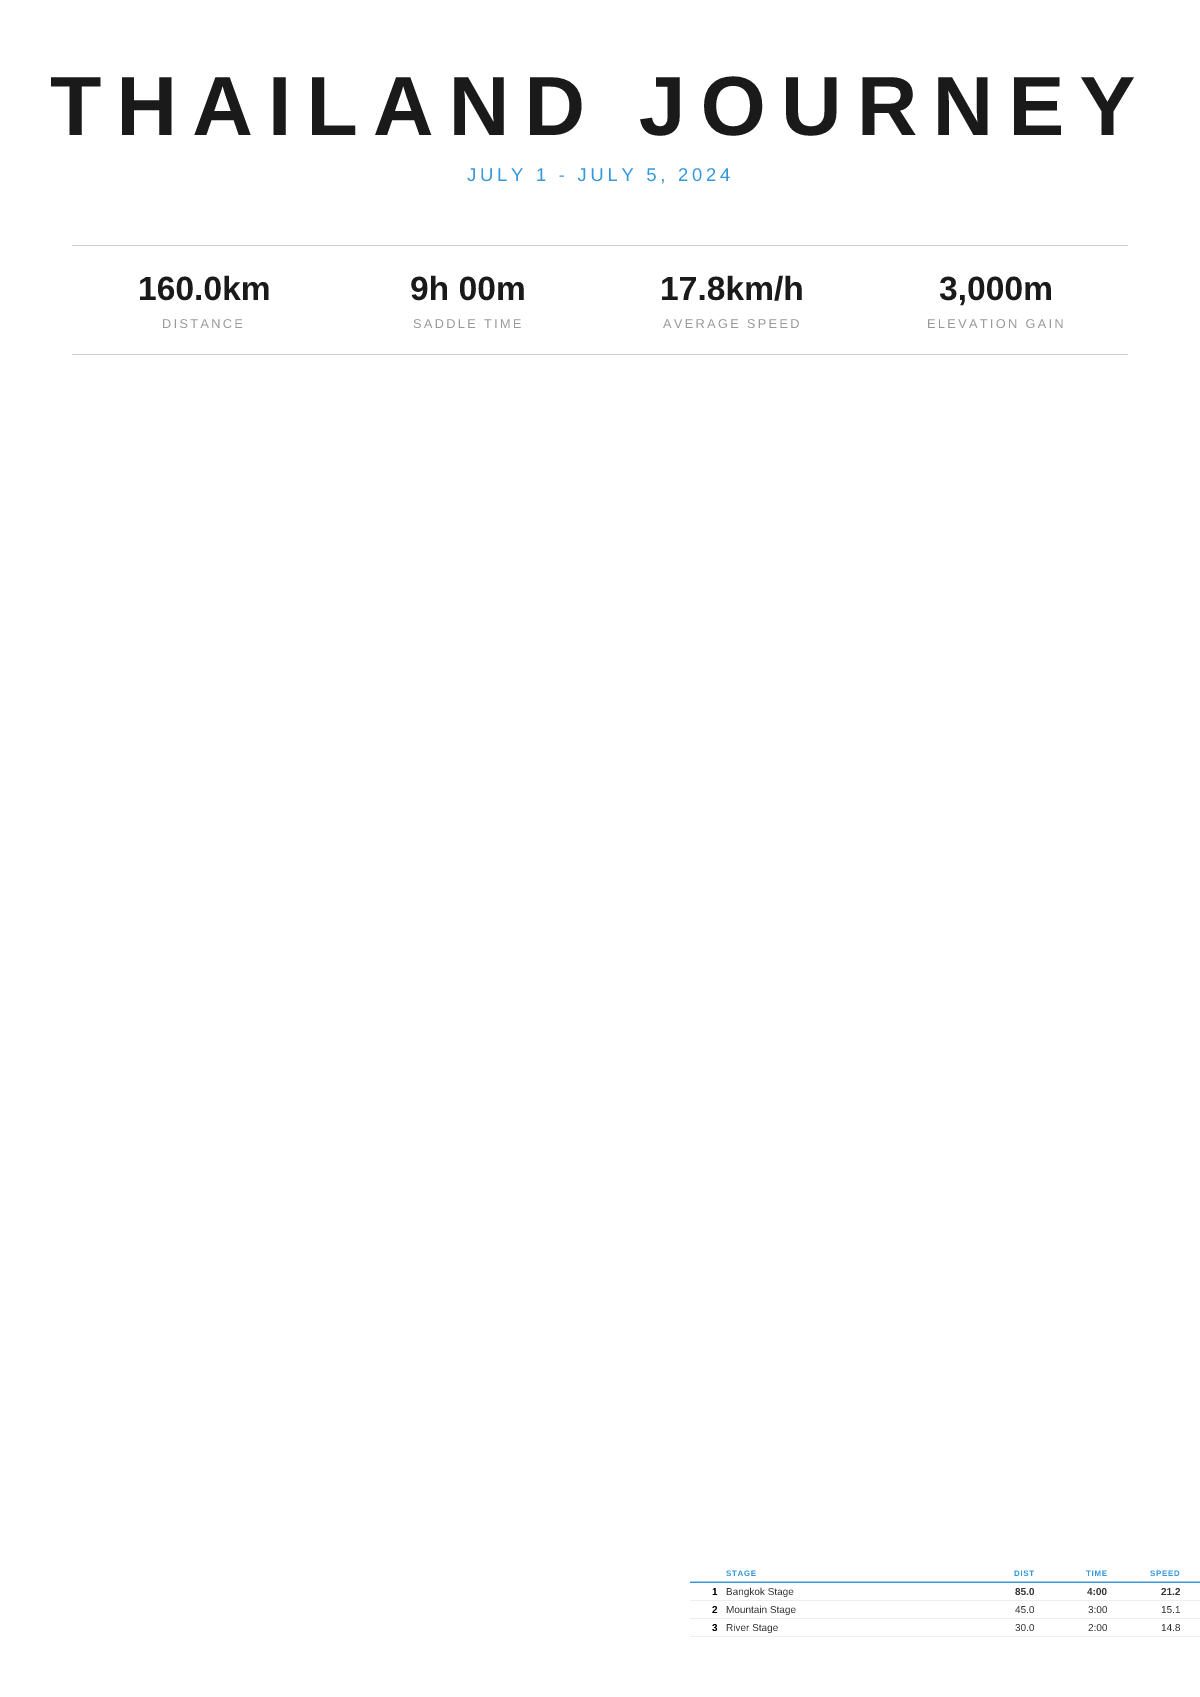 THAILAND JOURNEY
JULY 1 - JULY 5, 2024
160.0km 9h 00m 17.8km/h 3,000m
DISTANCE SADDLE TIME AVERAGE SPEED ELEVATION GAIN
STAGE DIST TIME SPEED
1 Bangkok Stage 85.0 4:00 21.2
2 Mountain Stage 45.0 3:00 15.1
3 River Stage 30.0 2:00 14.8